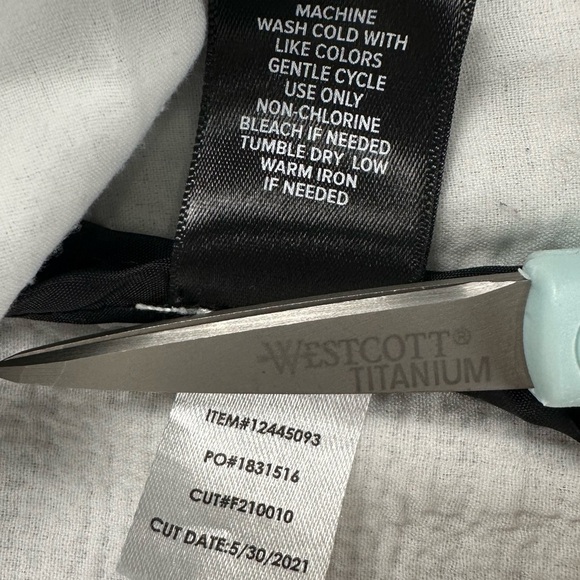 MACHINE
WASH COLD WITH
LIKE COLORS
GENTLE CYCLE
USE ONLY
NON-CHLORINE
BLEACH IF NEEDED
TUMBLE DRY LOW
WARM IRON
IF NEEDED
WESTCOTT®
TITANIUM
ITEM#12445093
PO#1831516
CUT#F210010
CUT DATE:5/30/2021